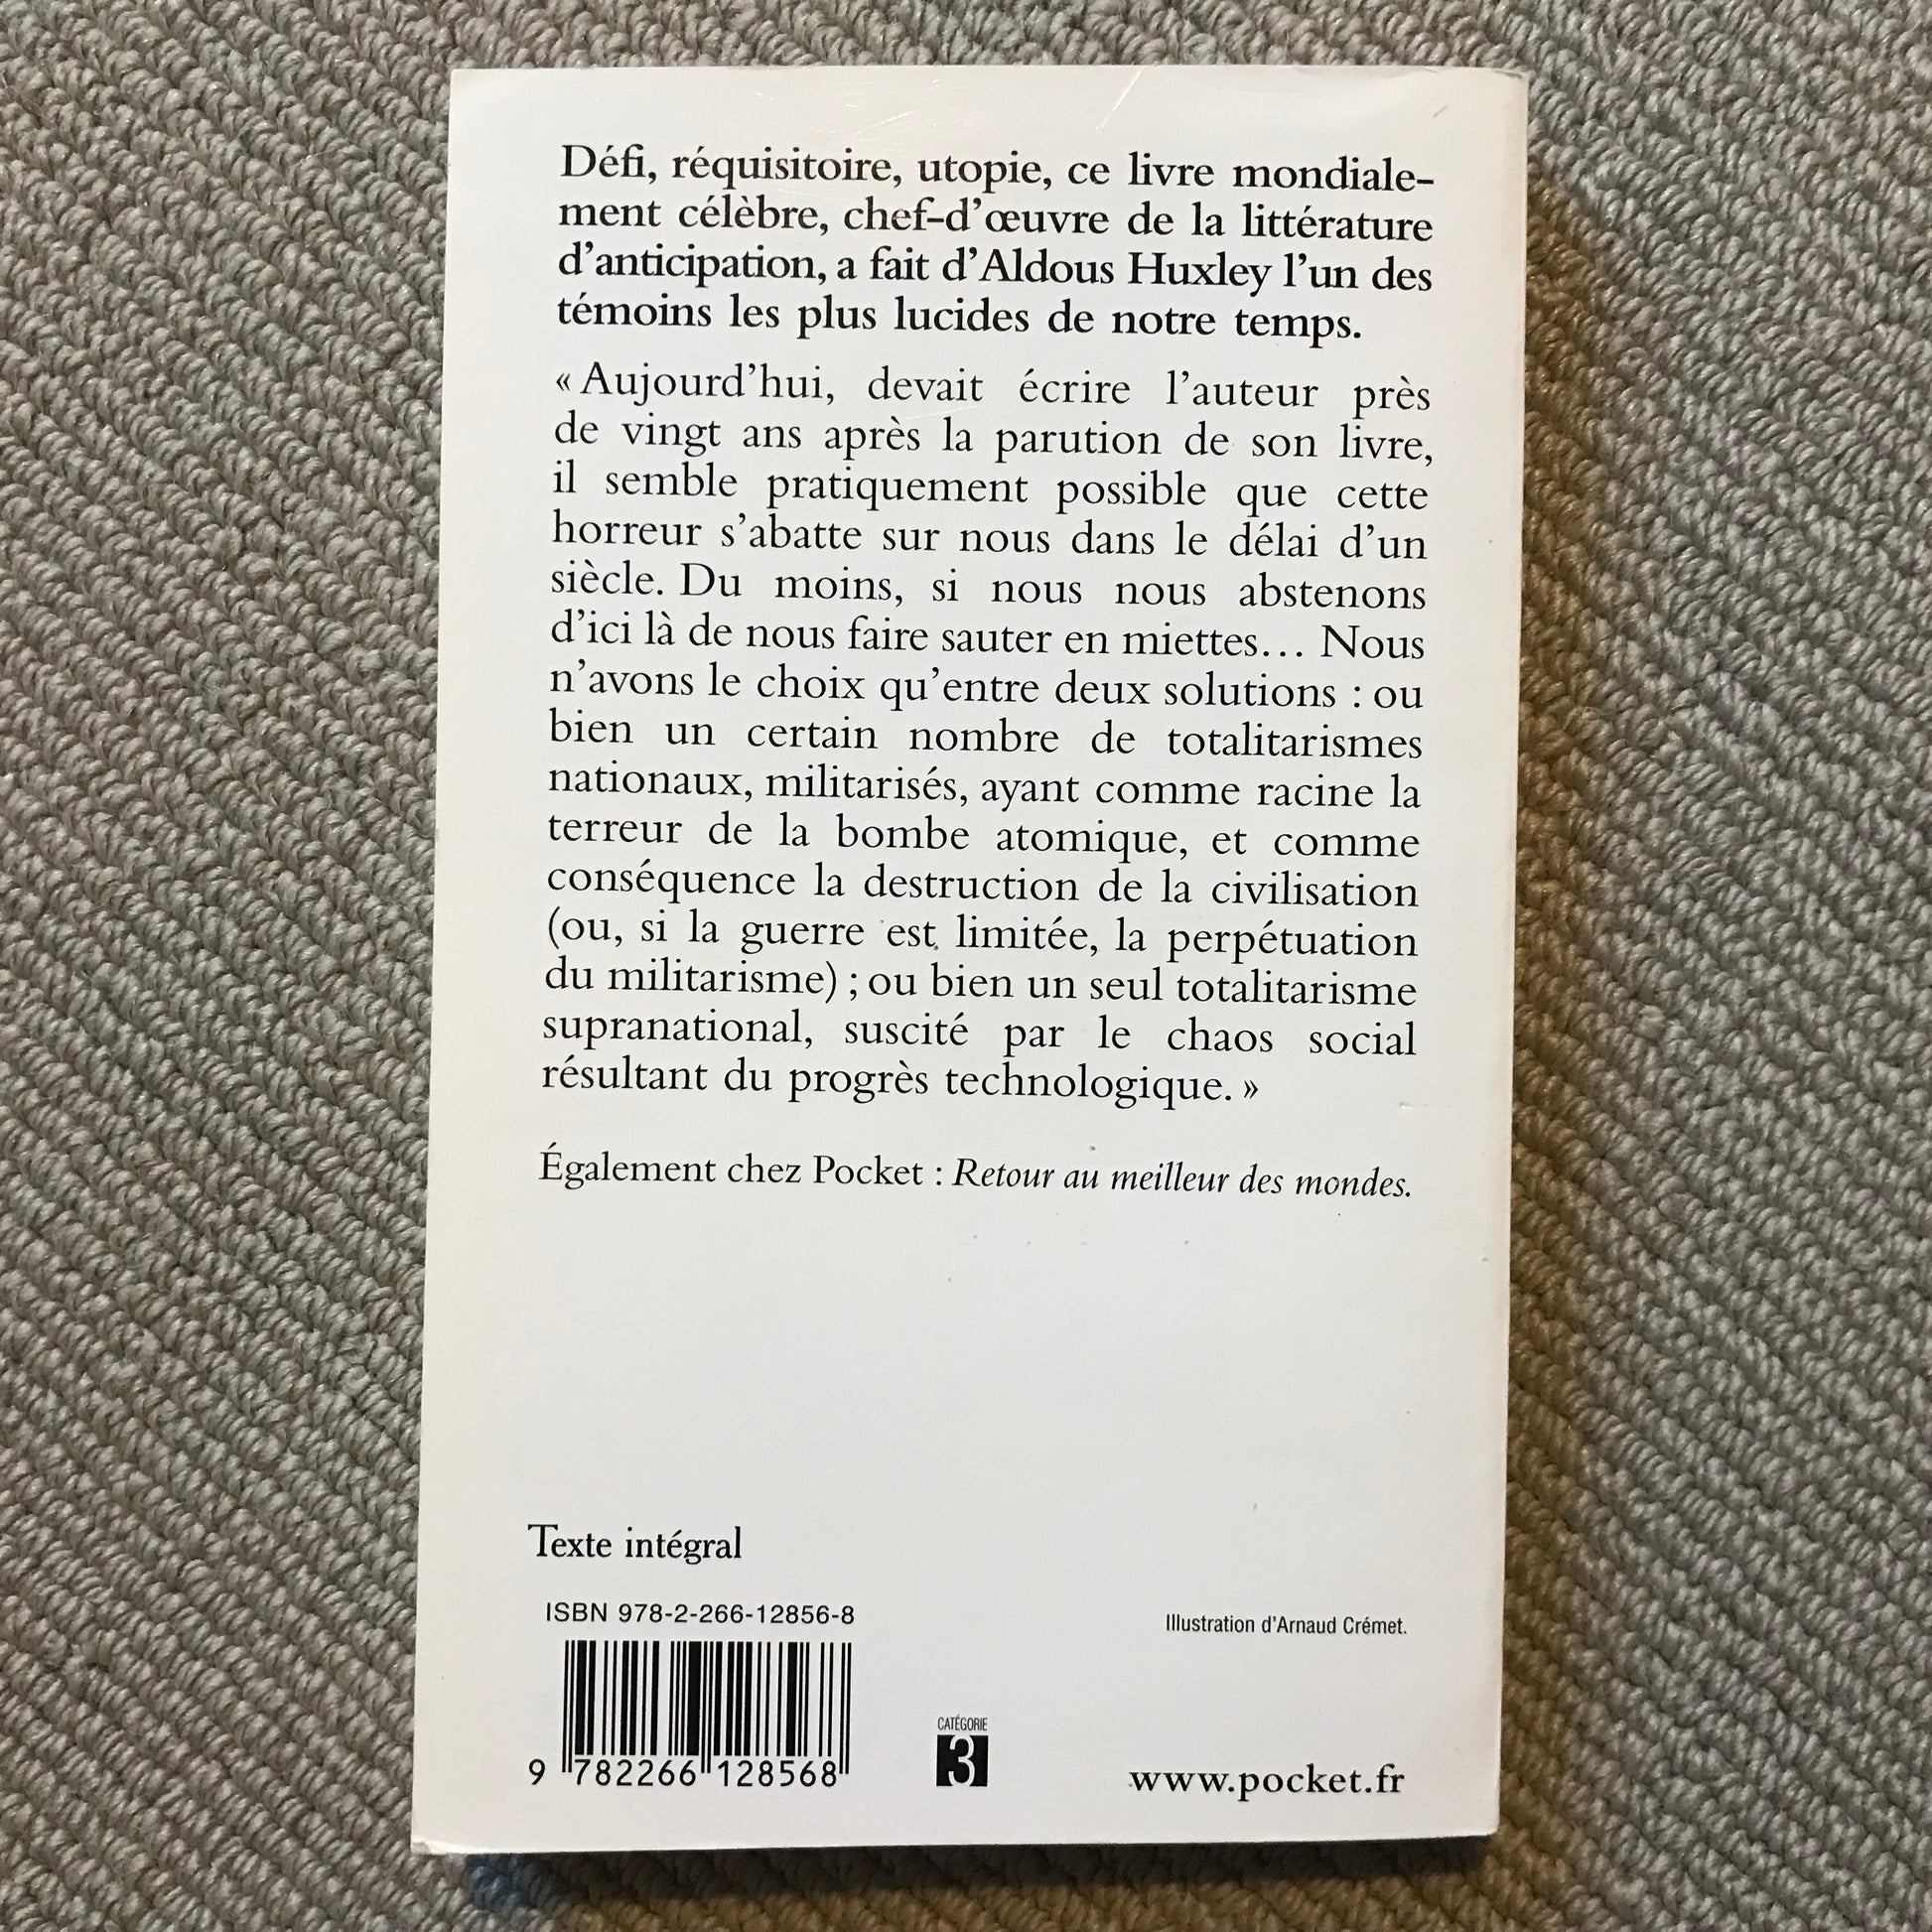 Défi, réquisitoire, utopie, ce livre mondiale-
ment célèbre, chef-d’œuvre de la littérature
d’anticipation, a fait d’Aldous Huxley l’un des
témoins les plus lucides de notre temps.
« Aujourd’hui, devait écrire l’auteur près
de vingt ans après la parution de son livre,
il semble pratiquement possible que cette
horreur s’abatte sur nous dans le délai d’un
siècle. Du moins, si nous nous abstenons
d’ici là de nous faire sauter en miettes... Nous
n’avons le choix qu’entre deux solutions : ou
bien un certain nombre de totalitarismes
nationaux, militarisés, ayant comme racine la
terreur de la bombe atomique, et comme
conséquence la destruction de la civilisation
(ou, si la guerre est limitée, la perpétuation
du militarisme) ; ou bien un seul totalitarisme
supranational, suscité par le chaos social
résultant du progrès technologique. »
Également chez Pocket : Retour au meilleur des mondes.
Texte intégral
ISBN 978-2-266-12856-8
Illustration d'Arnaud Crémet.
9 782266 128568
CATÉGORIE
3
www.pocket.fr